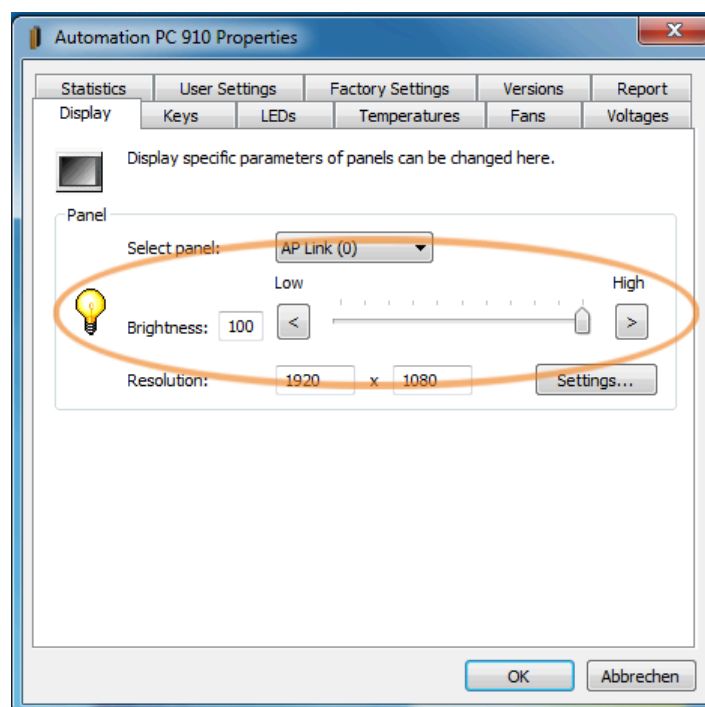 Automation PC 910 Properties
Statistics User Settings Factory Settings Versions Report
Display Keys LEDs Temperatures Fans Voltages
Display specific parameters of panels can be changed here.
Panel
Select panel: AP Link (0)
Low High
Brightness: 100 < >
Resolution: 1920 x 1080 Settings...
OK Abbrechen